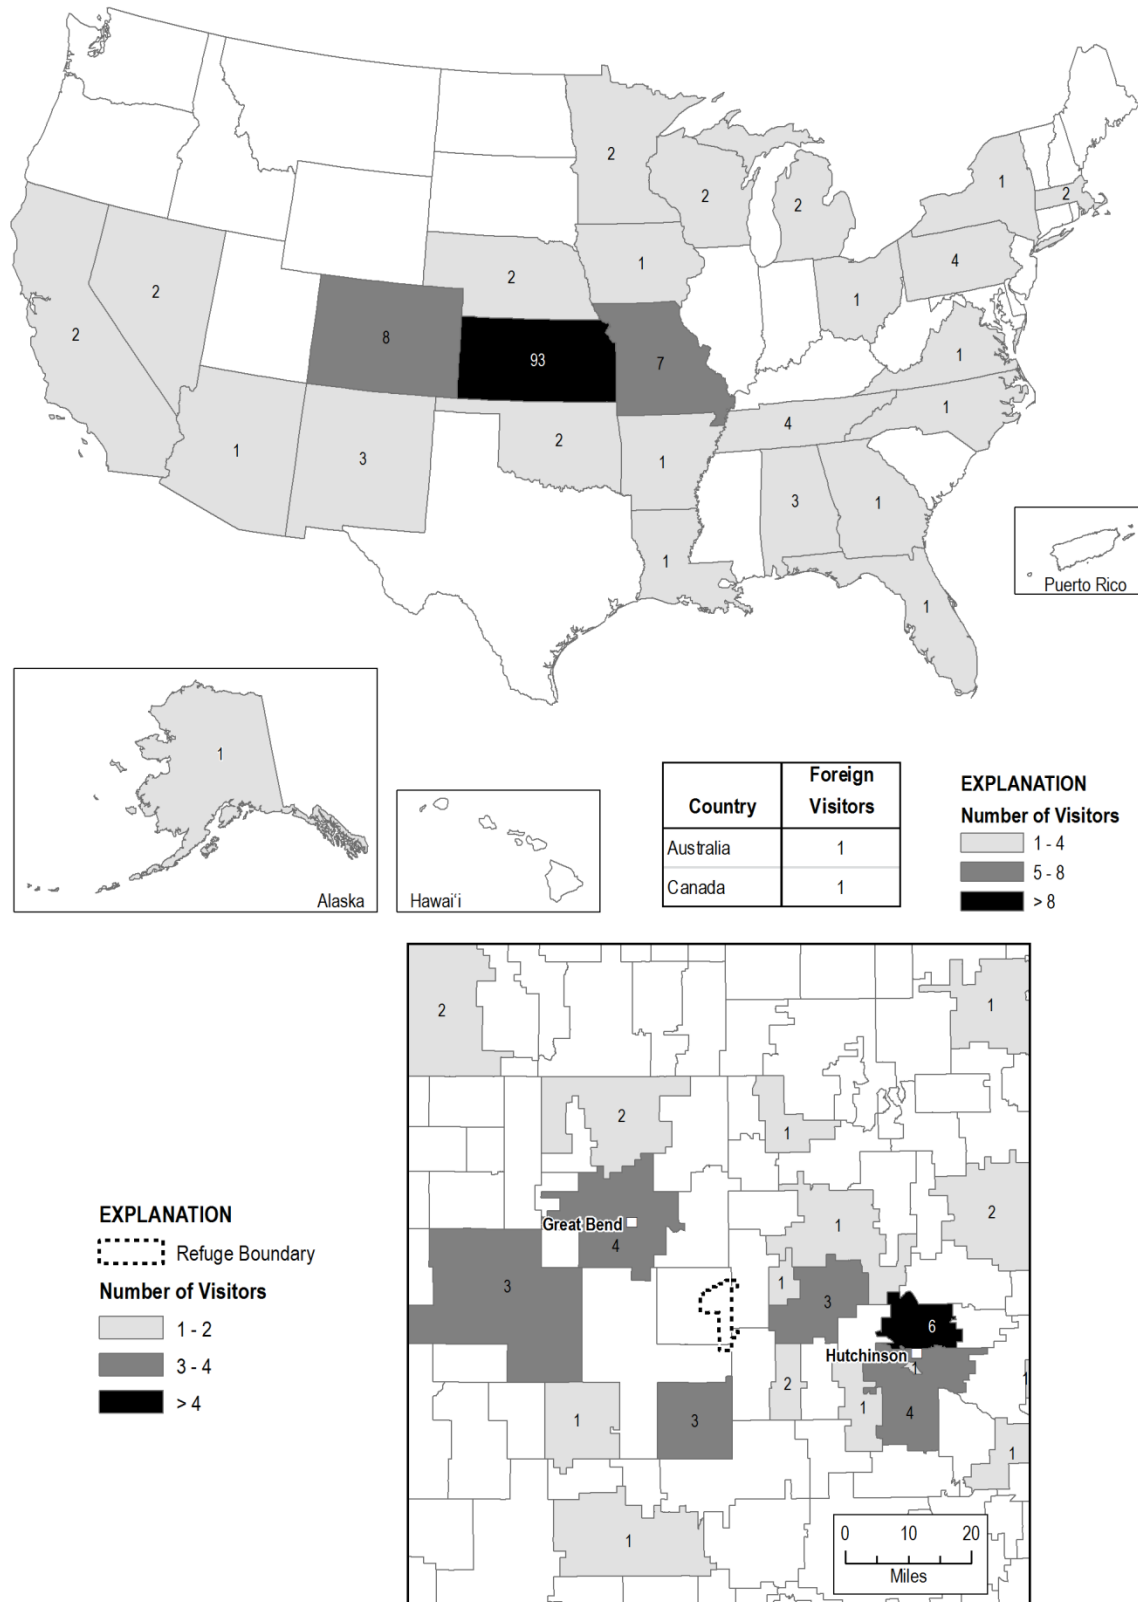 2
1
2
2
2
1
2
4
2
1
2
1
8
93
7
2
1
4
1
1
3
2
1
3
1
1
1
Puerto Rico
1
Alaska
Hawai'i
Country
Foreign
Visitors
Australia
1
Canada
1
EXPLANATION
Number of Visitors
1 - 4
5 - 8
> 8
2
1
2
1
2
Great Bend
4
1
3
1
3
6
Hutchinson
1
1
2
1
4
1
3
1
1
0 10 20
Miles
EXPLANATION
Refuge Boundary
Number of Visitors
1 - 2
3 - 4
> 4